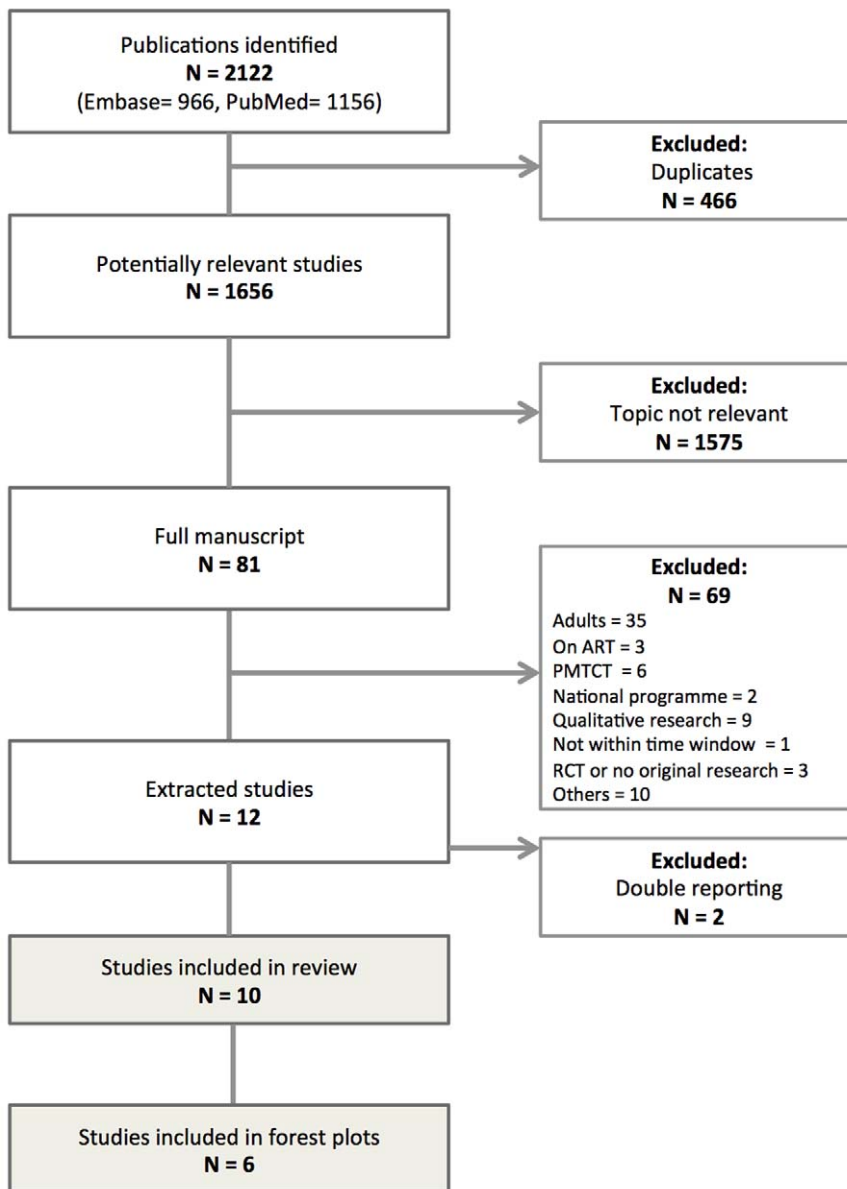 Publications identified
N = 2122
(Embase= 966, PubMed= 1156)
Excluded:
Duplicates
N = 466
Potentially relevant studies
N = 1656
Excluded:
Topic not relevant
N = 1575
Full manuscript
N = 81
Excluded:
N = 69
Adults = 35
On ART = 3
PMTCT = 6
National programme = 2
Qualitative research = 9
Not within time window = 1
RCT or no original research = 3
Others = 10
Extracted studies
N = 12
Excluded:
Double reporting
N = 2
Studies included in review
N = 10
Studies included in forest plots
N = 6